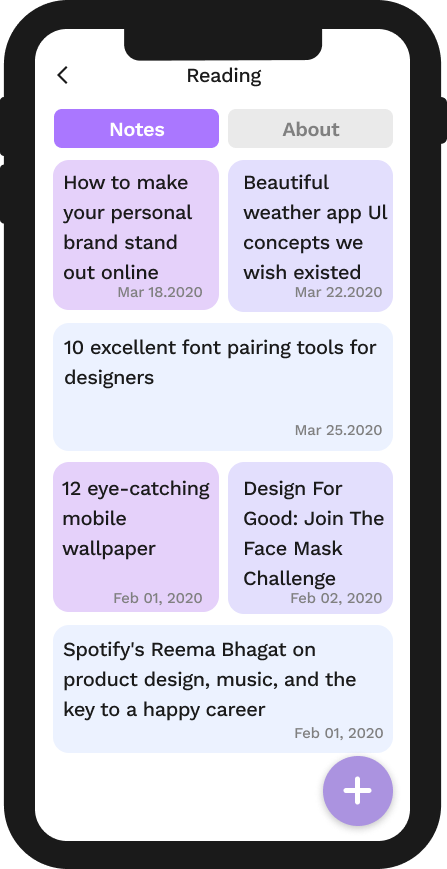 Reading
Notes
About
How to make
your personal
brand stand
out online
Mar 18.2020
Beautiful
weather app Ul
concepts we
wish existed
Mar 22.2020
10 excellent font pairing tools for
designers
Mar 25.2020
12 eye-catching
mobile
wallpaper
Feb 01, 2020
Design For
Good: Join The
Face Mask
Challenge
Feb 02, 2020
Spotify's Reema Bhagat on
product design, music, and the
key to a happy career
Feb 01, 2020